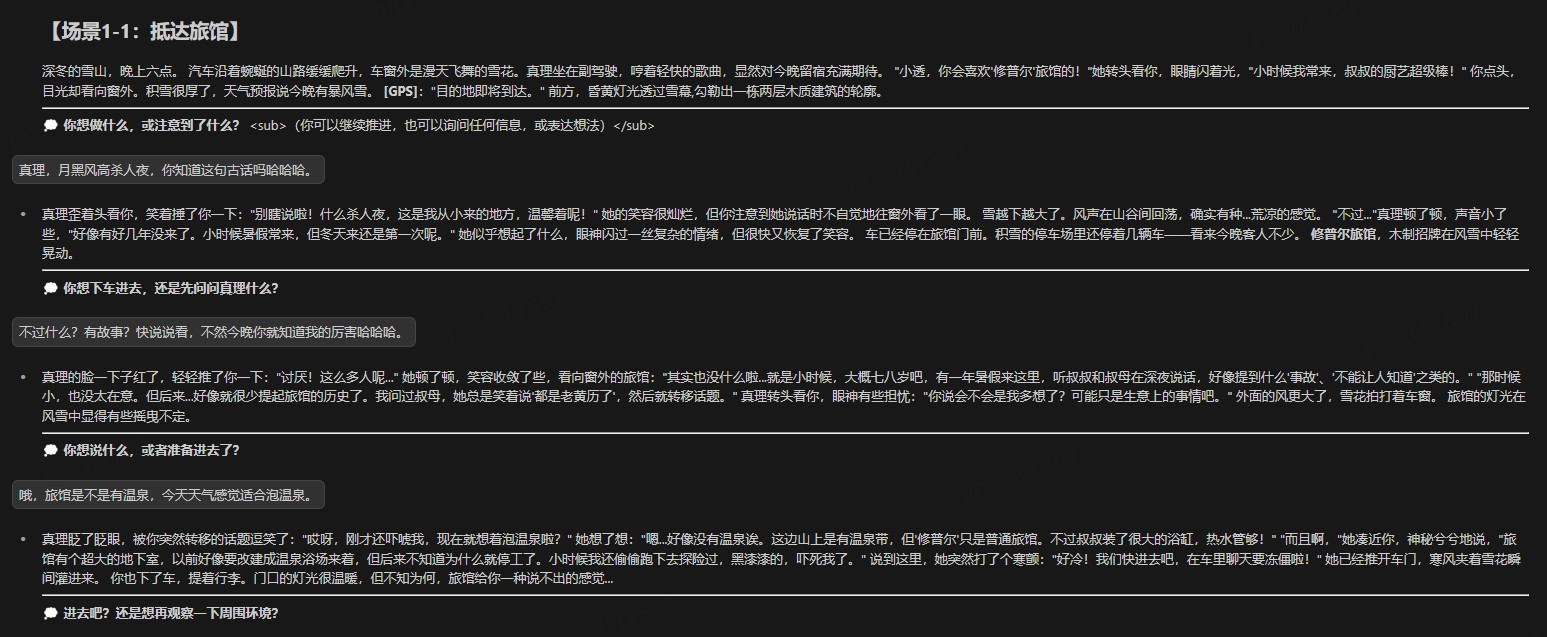 【场景1-1：抵达旅馆】
深冬的雪山，晚上六点。 汽车沿着蜿蜒的山路缓缓爬升，车窗外是漫天飞舞的雪花。真理坐在副驾驶，哼着轻快的歌曲，显然对今晚留宿充满期待。 "小透，你会喜欢'修普尔'旅馆的！"她转头看你，眼睛闪着光，"小时候我常来，叔叔的厨艺超级棒！" 你点头，
目光却看向窗外。积雪很厚了，天气预报说今晚有暴风雪。 [GPS]："目的地即将到达。" 前方，昏黄灯光透过雪幕,勾勒出一栋两层木质建筑的轮廓。
💭 你想做什么，或注意到了什么？ <sub>（你可以继续推进，也可以询问任何信息，或表达想法）</sub>
真理，月黑风高杀人夜，你知道这句古话吗哈哈哈。
• 真理歪着头看你，笑着捶了你一下："别瞎说啦！什么杀人夜，这是我从小来的地方，温馨着呢！" 她的笑容很灿烂，但你注意到她说话时不自觉地往窗外看了一眼。 雪越下越大了。风声在山谷间回荡，确实有种...荒凉的感觉。 "不过..."真理顿了顿，声音小了
些，"好像有好几年没来了。小时候暑假常来，但冬天来还是第一次呢。" 她似乎想起了什么，眼神闪过一丝复杂的情绪，但很快又恢复了笑容。 车已经停在旅馆门前。积雪的停车场里还停着几辆车——看来今晚客人不少。 修普尔旅馆，木制招牌在风雪中轻轻
晃动。
💭 你想下车进去，还是先问问真理什么？
不过什么？有故事？快说说看，不然今晚你就知道我的厉害哈哈哈。
• 真理的脸一下子红了，轻轻推了你一下："讨厌！这么多人呢..." 她顿了顿，笑容收敛了些，看向窗外的旅馆："其实也没什么啦...就是小时候，大概七八岁吧，有一年暑假来这里，听叔叔和叔母在深夜说话，好像提到什么'事故'、'不能让人知道'之类的。" "那时候
小，也没太在意。但后来...好像就很少提起旅馆的历史了。我问过叔母，她总是笑着说'都是老黄历了'，然后就转移话题。" 真理转头看你，眼神有些担忧："你说会不会是我多想了？可能只是生意上的事情吧。" 外面的风更大了，雪花拍打着车窗。 旅馆的灯光在
风雪中显得有些摇曳不定。
💭 你想说什么，或者准备进去了？
哦，旅馆是不是有温泉，今天天气感觉适合泡温泉。
• 真理眨了眨眼，被你突然转移的话题逗笑了："哎呀，刚才还吓唬我，现在就想着泡温泉啦？" 她想了想："嗯...好像没有温泉诶。这边山上是有温泉带，但'修普尔'只是普通旅馆。不过叔叔装了很大的浴缸，热水管够！" "而且啊，"她凑近你，神秘兮兮地说，"旅
馆有个超大的地下室，以前好像要改建成温泉浴场来着，但后来不知道为什么就停工了。小时候我还偷偷跑下去探险过，黑漆漆的，吓死我了。" 说到这里，她突然打了个寒颤："好冷！我们快进去吧，在车里聊天要冻僵啦！" 她已经推开车门，寒风夹着雪花瞬
间灌进来。 你也下了车，提着行李。门口的灯光很温暖，但不知为何，旅馆给你一种说不出的感觉...
💭 进去吧？还是想再观察一下周围环境？